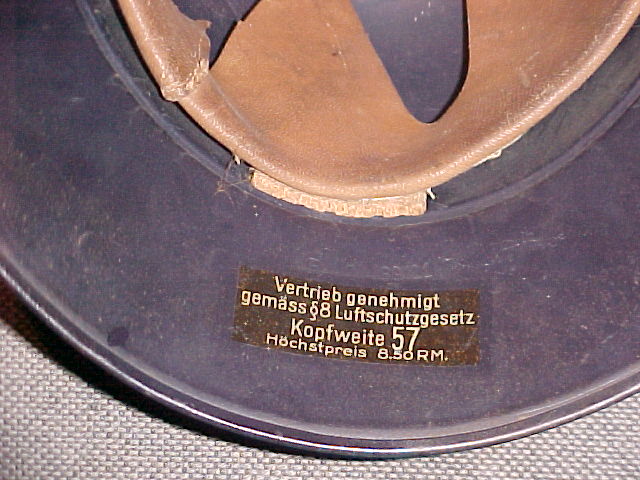 Vertrieb genehmigt
gemäss §8 Luftschutzgesetz
Kopfweite 57
Höchstpreis 8.50 RM.